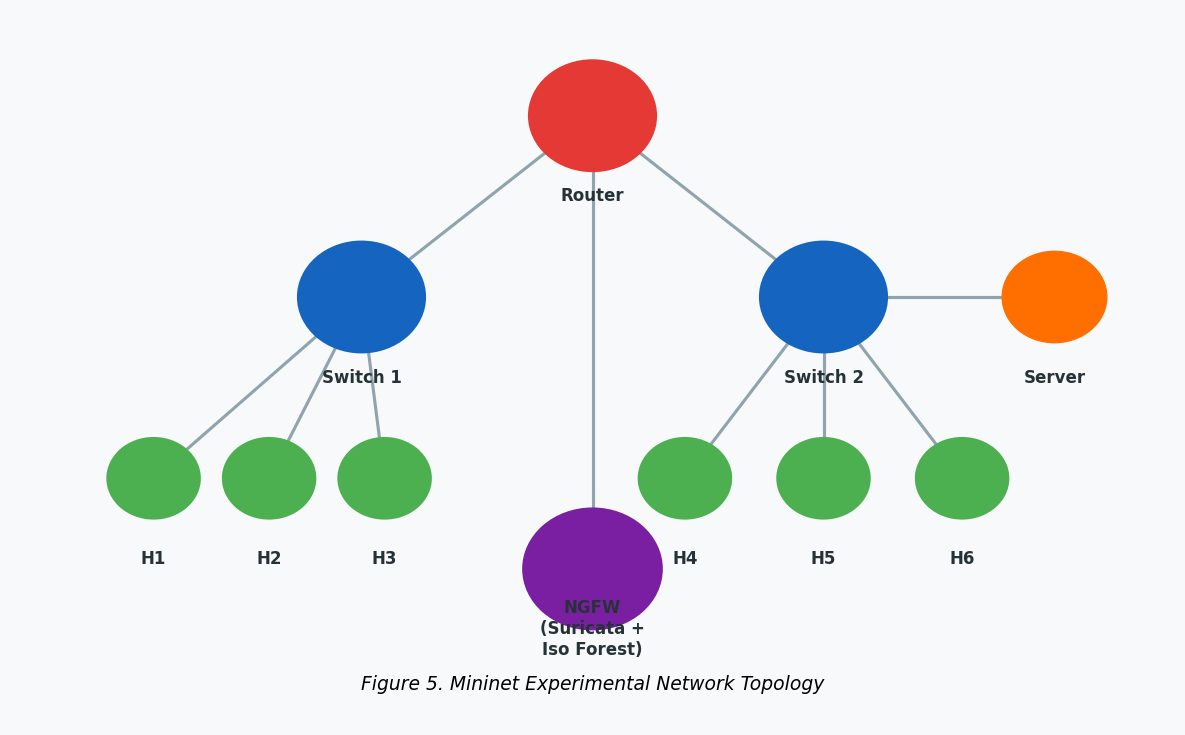 Router
Switch 1
Switch 2
Server
H1
H2
H3
H4
H5
H6
NGFW
(Suricata +
Iso Forest)
Figure 5. Mininet Experimental Network Topology